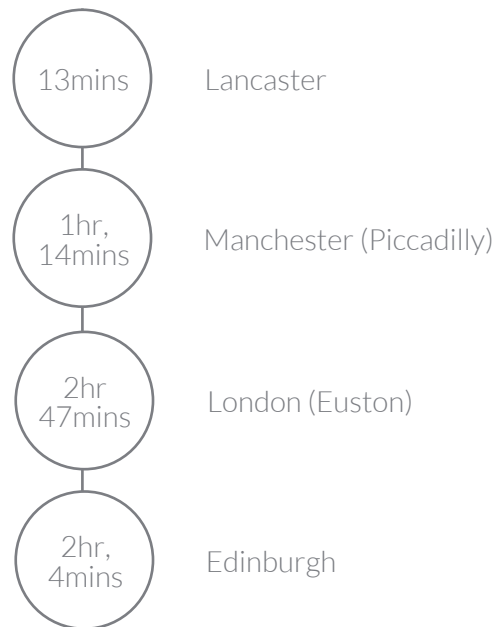 13mins
Lancaster
1hr,
14mins
Manchester (Piccadilly)
2hr
47mins
London (Euston)
2hr,
4mins
Edinburgh